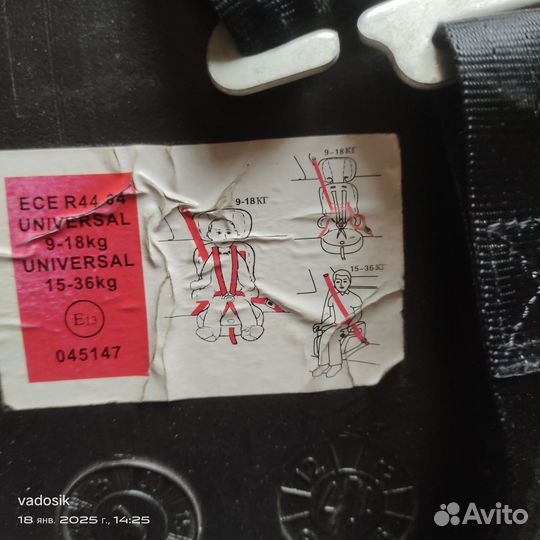 ECE R44 04
UNIVERSAL
9-18kg
UNIVERSAL
15-36kg
E13
045147
9-18КГ
9-18КГ
15-36КГ
vadosik
18 янв. 2025 г., 14:25
Avito